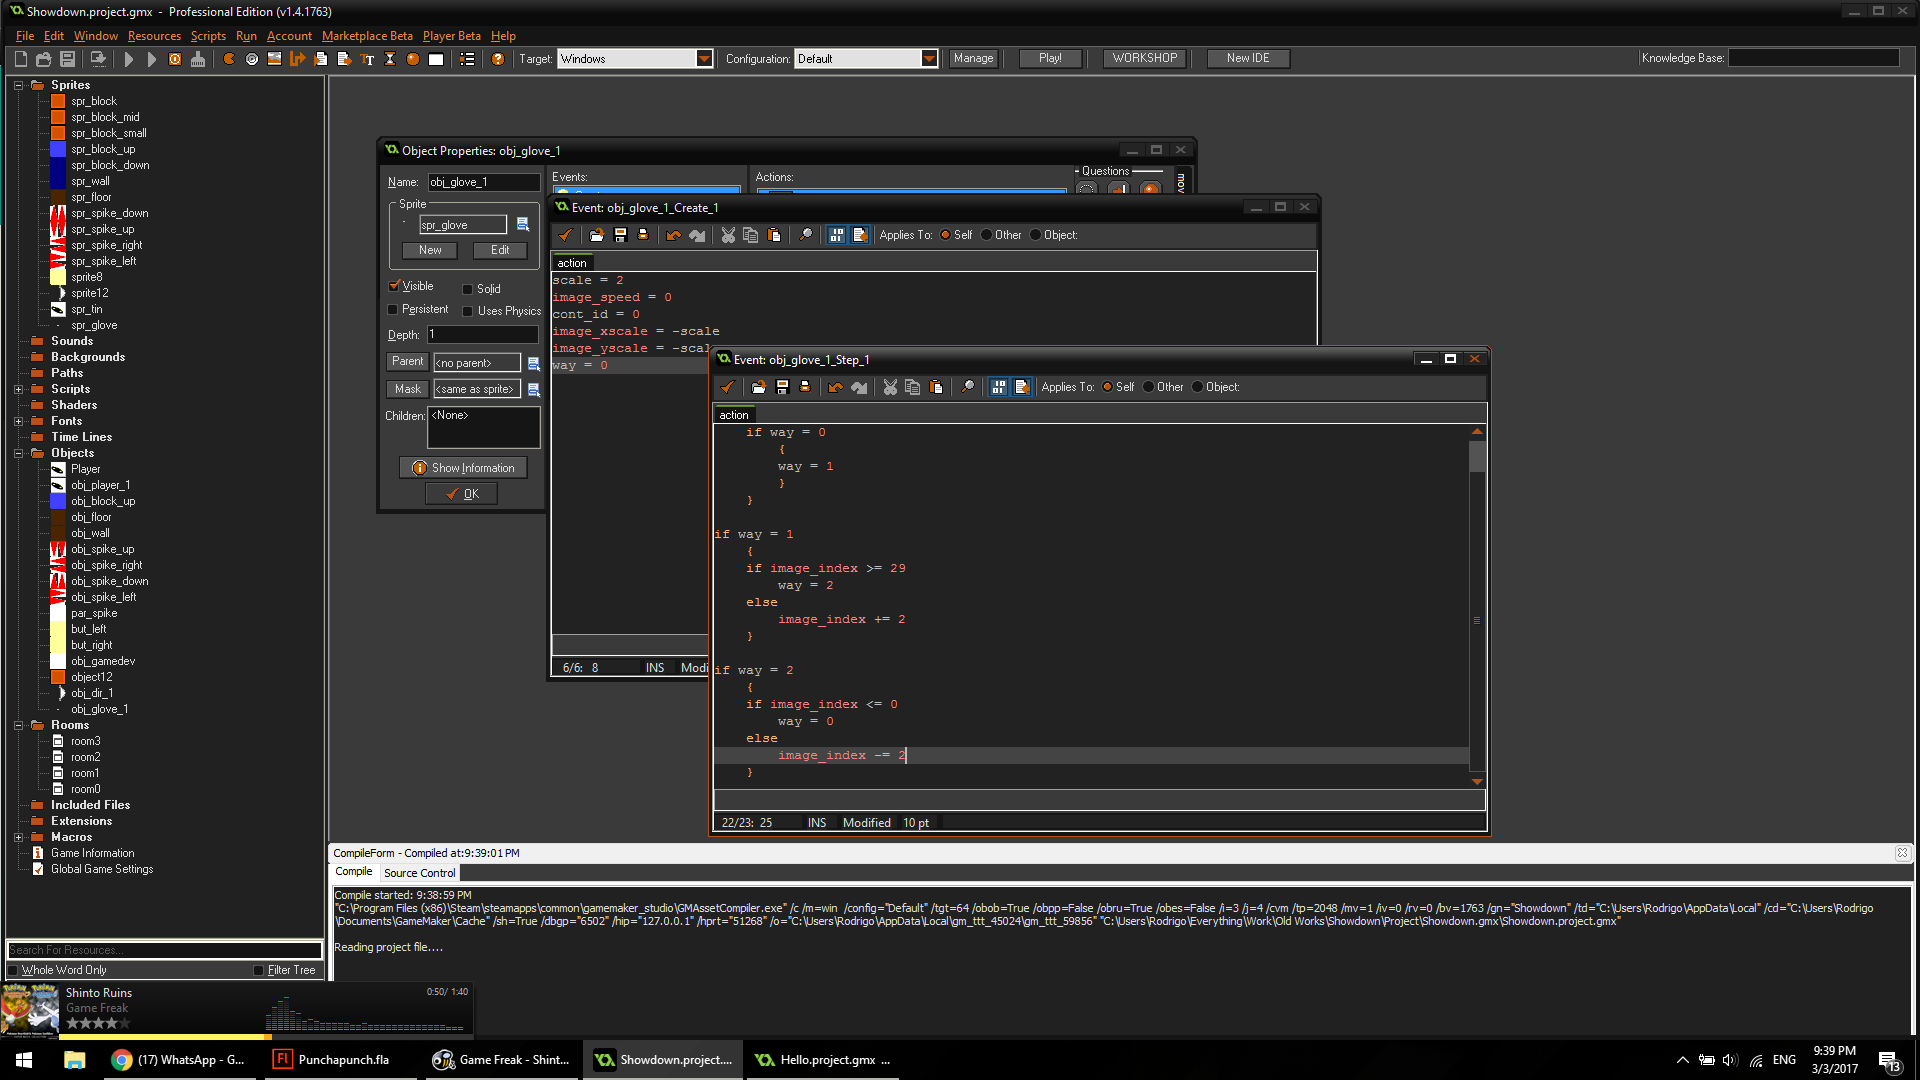 Showdown.project.gmx - Professional Edition (v1.4.1763)
File Edit Window Resources Scripts Run Account Marketplace Beta Player Beta Help
Target: Windows Configuration: Default Manage Play! WORKSHOP New IDE Knowledge Base:
Sprites
spr_block
spr_block_mid
spr_block_small
spr_block_up
spr_block_down
spr_wall
spr_floor
spr_spike_down
spr_spike_up
spr_spike_right
spr_spike_left
sprite8
sprite12
spr_tin
spr_glove
Sounds
Backgrounds
Paths
Scripts
Shaders
Fonts
Time Lines
Objects
Player
obj_player_1
obj_block_up
obj_floor
obj_wall
obj_spike_up
obj_spike_right
obj_spike_down
obj_spike_left
par_spike
but_left
but_right
obj_gamedev
object12
obj_dir_1
obj_glove_1
Rooms
room3
room2
room1
room0
Included Files
Extensions
Macros
Game Information
Global Game Settings
Search For Resources...
Whole Word Only Filter Tree
Object Properties: obj_glove_1
Name: obj_glove_1
Sprite
spr_glove
New Edit
Visible Solid
Persistent Uses Physics
Depth: 1
Parent <no parent>
Mask <same as sprite>
Children: <None>
Show Information
OK
Events:
Actions:
Questions
move
Event: obj_glove_1_Create_1
Applies To: Self Other Object:
action
scale = 2
image_speed = 0
cont_id = 0
image_xscale = -scale
image_yscale = -scal
way = 0
6/6: 8 INS Modi
Event: obj_glove_1_Step_1
Applies To: Self Other Object:
action
if way = 0
{
way = 1
}
}
if way = 1
{
if image_index >= 29
way = 2
else
image_index += 2
}
if way = 2
{
if image_index <= 0
way = 0
else
image_index -= 2
}
22/23: 25 INS Modified 10 pt
CompileForm - Compiled at:9:39:01 PM
Compile Source Control
Compile started: 9:38:59 PM
"C:\Program Files (x86)\Steam\steamapps\common\gamemaker_studio\GMAssetCompiler.exe" /c /m=win /config="Default" /tgt=64 /obob=True /obpp=False /obru=True /obes=False /i=3 /j=4 /cvm /tp=2048 /mv=1 /iv=0 /rv=0 /bv=1763 /gn="Showdown" /td="C:\Users\Rodrigo\AppData\Local" /cd="C:\Users\Rodrigo
\Documents\GameMaker\Cache" /sh=True /dbgp="6502" /hip="127.0.0.1" /hprt="51268" /o="C:\Users\Rodrigo\AppData\Local\gm_ttt_45024\gm_ttt_59856" "C:\Users\Rodrigo\Everything\Work\Old Works\Showdown\Project\Showdown.gmx\Showdown.project.gmx"
Reading project file....
Shinto Ruins 0:50/ 1:40
Game Freak
(17) WhatsApp - G...
Punchapunch.fla
Game Freak - Shint...
Showdown.project....
Hello.project.gmx ...
ENG
9:39 PM
3/3/2017
13